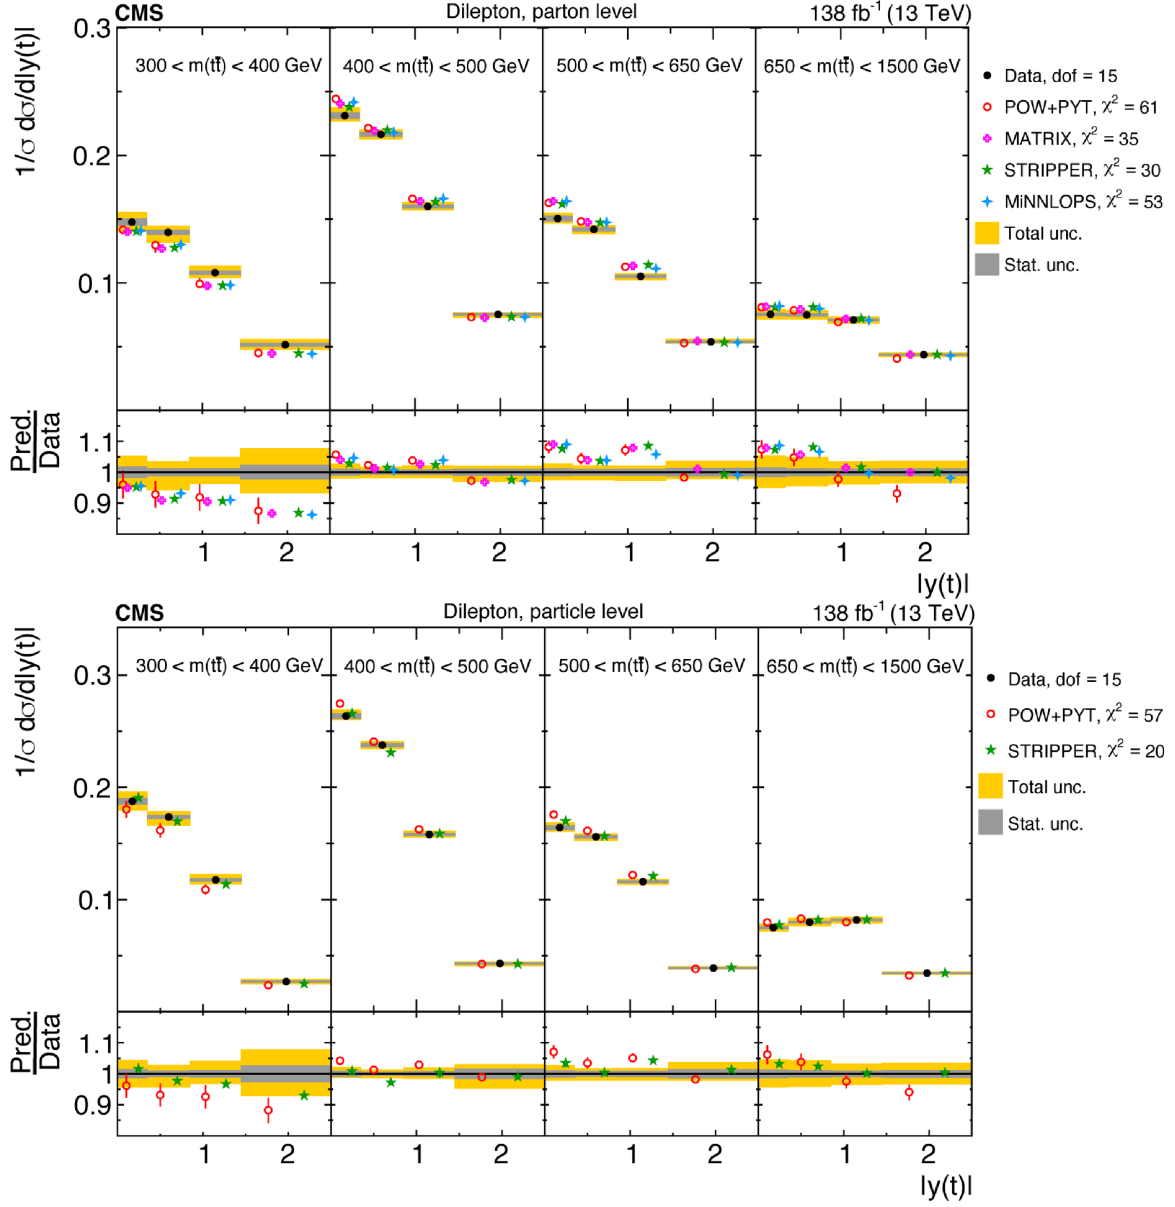 CMS Dilepton, parton level 138 fb⁻¹ (13 TeV)
1/σ dσ/d|y(t)|
0.3
0.2
0.1
300 < m(tt̄) < 400 GeV 400 < m(tt̄) < 500 GeV 500 < m(tt̄) < 650 GeV 650 < m(tt̄) < 1500 GeV
Data, dof = 15
POW+PYT, χ² = 61
MATRIX, χ² = 35
STRIPPER, χ² = 30
MiNNLOPS, χ² = 53
Total unc.
Stat. unc.
Pred.
Data
1.1
1
0.9
1 2 1 2 1 2 1 2
|y(t)|
CMS Dilepton, particle level 138 fb⁻¹ (13 TeV)
1/σ dσ/d|y(t)|
0.3
0.2
0.1
300 < m(tt̄) < 400 GeV 400 < m(tt̄) < 500 GeV 500 < m(tt̄) < 650 GeV 650 < m(tt̄) < 1500 GeV
Data, dof = 15
POW+PYT, χ² = 57
STRIPPER, χ² = 20
Total unc.
Stat. unc.
Pred.
Data
1.1
1
0.9
1 2 1 2 1 2 1 2
|y(t)|